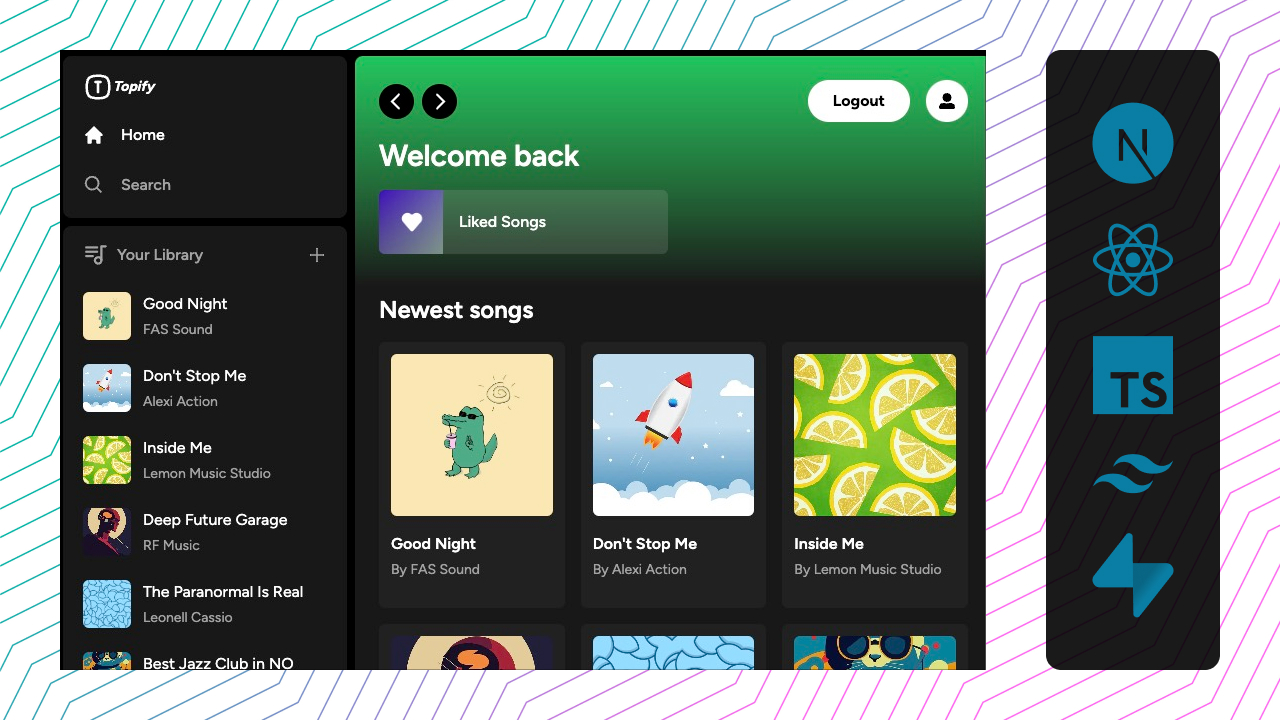 Topify
Home
Search
Your Library
Good Night
FAS Sound
Don't Stop Me
Alexi Action
Inside Me
Lemon Music Studio
Deep Future Garage
RF Music
The Paranormal Is Real
Leonell Cassio
Best Jazz Club in NO
Logout
Welcome back
Liked Songs
Newest songs
Good Night
By FAS Sound
Don't Stop Me
By Alexi Action
Inside Me
By Lemon Music Studio
N
TS